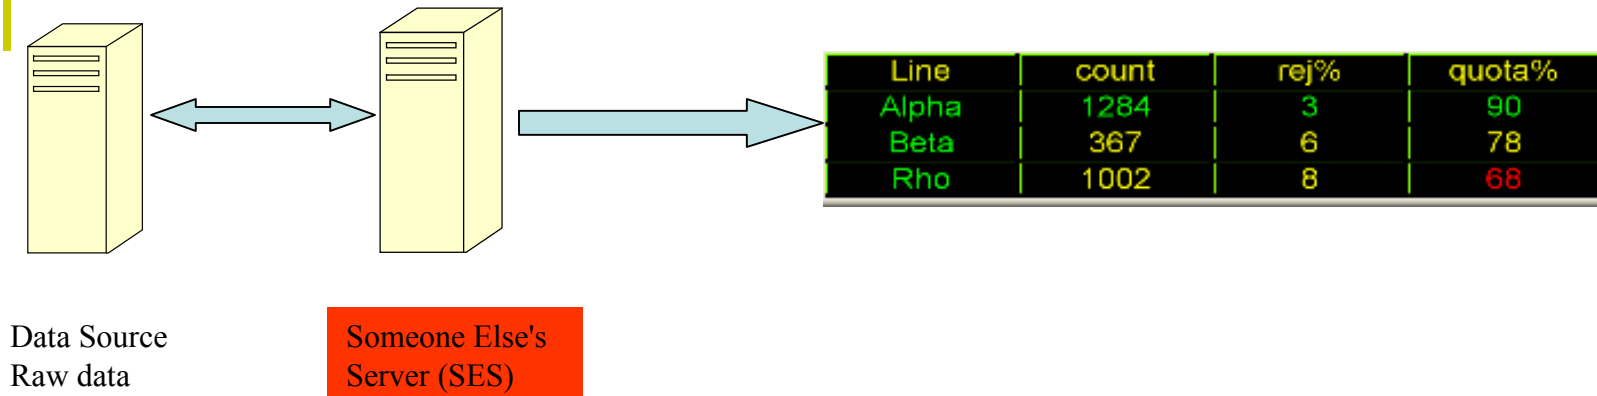 Line count rej% quota%
Alpha 1284 3 90
Beta 367 6 78
Rho 1002 8 68
Data Source
Raw data
Someone Else's
Server (SES)